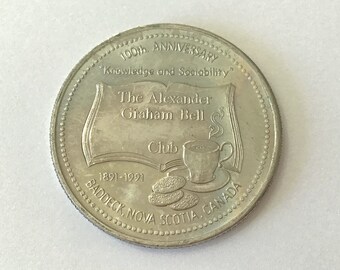 100th ANNIVERSARY
"Knowledge and Sociability"
The Alexander
Graham Bell
Club
1891-1991
BADDECK, NOVA SCOTIA, CANADA